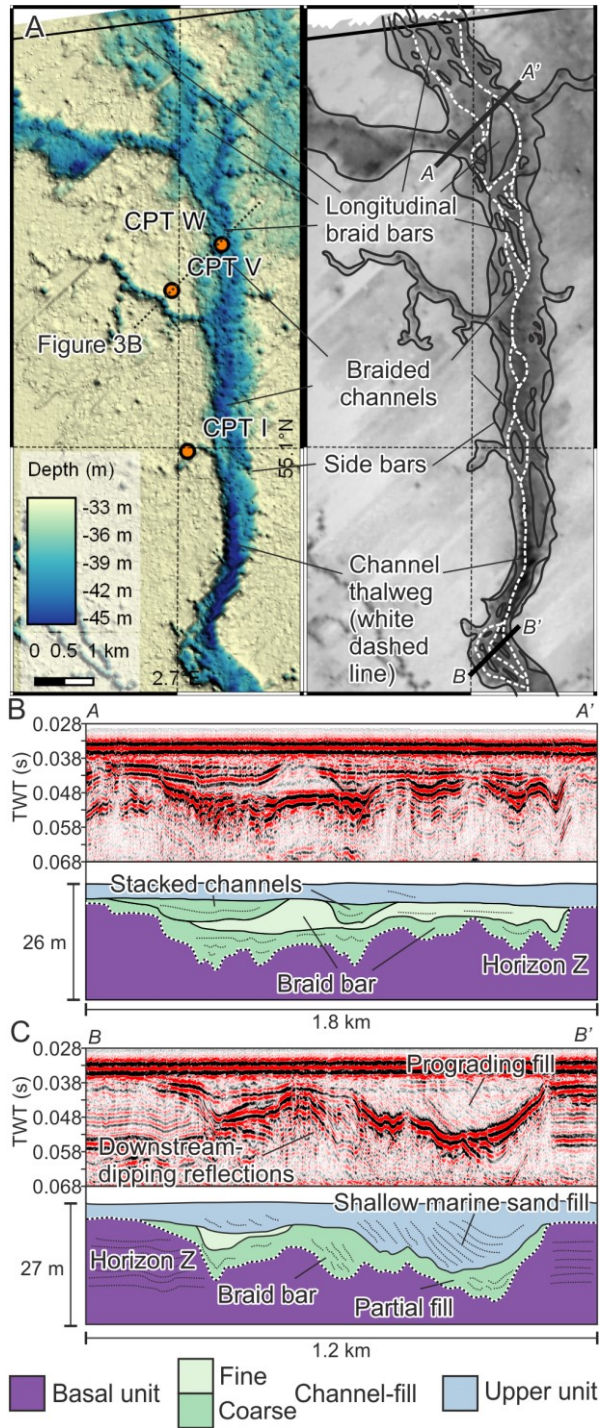 A
A'
A
CPT W
Longitudinal
braid bars
CPT V
Figure 3B
Braided
channels
CPT I
55.1°N
Side bars
Depth (m)
-33 m
-36 m
-39 m
-42 m
-45 m
Channel
thalweg
(white
dashed
line)
B'
B
0 0.5 1 km
2.7°E
B
A
A'
0.028
0.038
0.048
0.058
0.068
TWT (s)
Stacked channels
26 m
Braid bar
Horizon Z
1.8 km
C
B
B'
0.028
0.038
0.048
0.058
0.068
TWT (s)
Prograding fill
Downstream-
dipping reflections
Shallow marine sand fill
27 m
Horizon Z
Braid bar
Partial fill
1.2 km
Basal unit
Fine
Coarse
Channel-fill
Upper unit